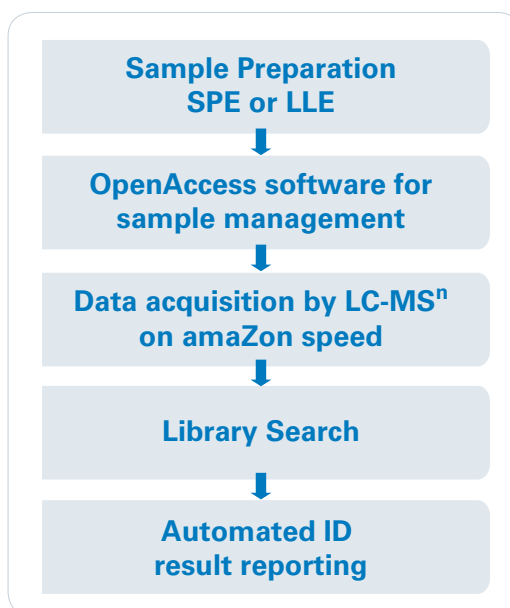 Sample Preparation
SPE or LLE
OpenAccess software for
sample management
Data acquisition by LC-MSⁿ
on amaZon speed
Library Search
Automated ID
result reporting